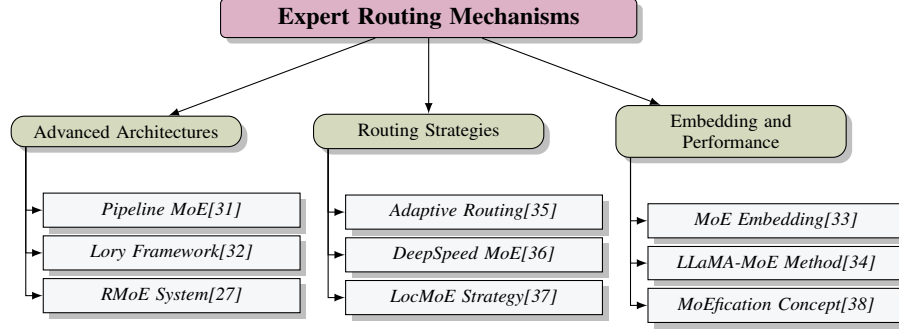 Expert Routing Mechanisms
Advanced Architectures
Pipeline MoE[31]
Lory Framework[32]
RMoE System[27]
Routing Strategies
Adaptive Routing[35]
DeepSpeed MoE[36]
LocMoE Strategy[37]
Embedding and
Performance
MoE Embedding[33]
LLaMA-MoE Method[34]
MoEfication Concept[38]